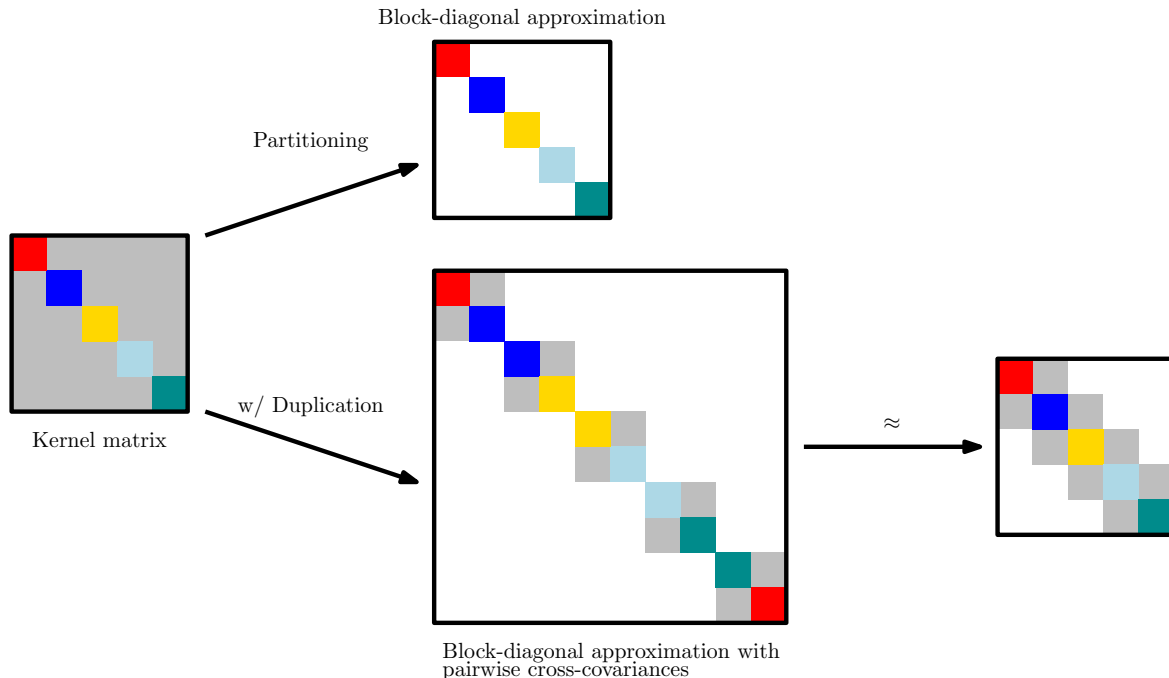 Block-diagonal approximation
Partitioning
Kernel matrix
w/ Duplication
≈
Block-diagonal approximation with
pairwise cross-covariances